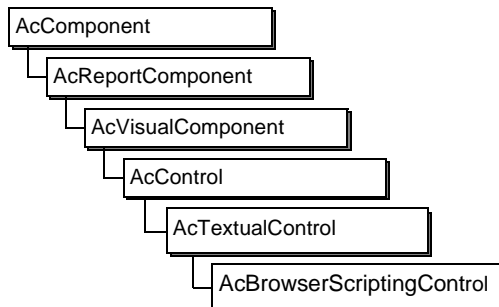 AcComponent
AcReportComponent
AcVisualComponent
AcControl
AcTextualControl
AcBrowserScriptingControl